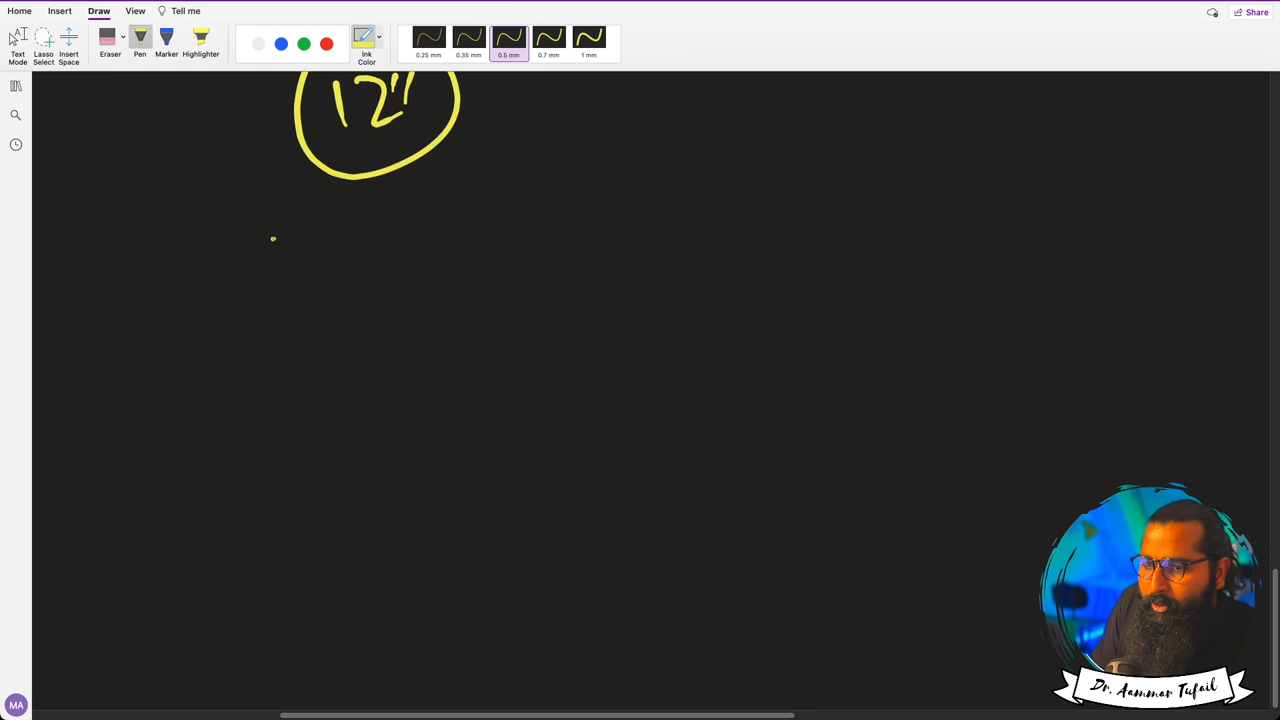 Home Insert Draw View Tell me
Share
Text Mode
Lasso Select
Insert Space
Eraser
Pen
Marker
Highlighter
Ink Color
0.25 mm
0.35 mm
0.5 mm
0.7 mm
1 mm
12"
MA
Dr. Aammar Tufail